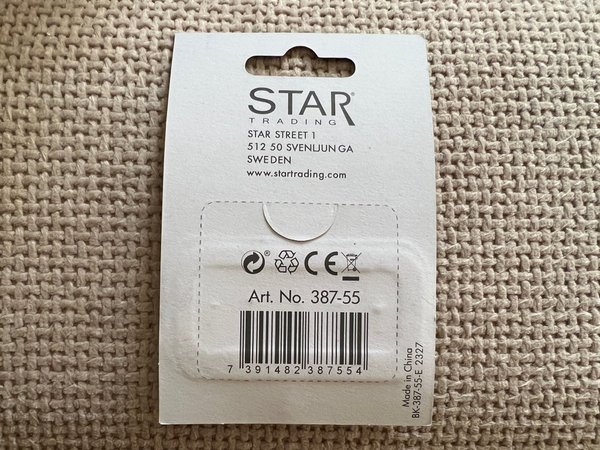 STAR®
TRADING
STAR STREET 1
512 50 SVENLJUNGA
SWEDEN
www.startrading.com
®
CE
Art. No. 387-55
7 391482 387554
Made in China
BK-387-55-E 2327